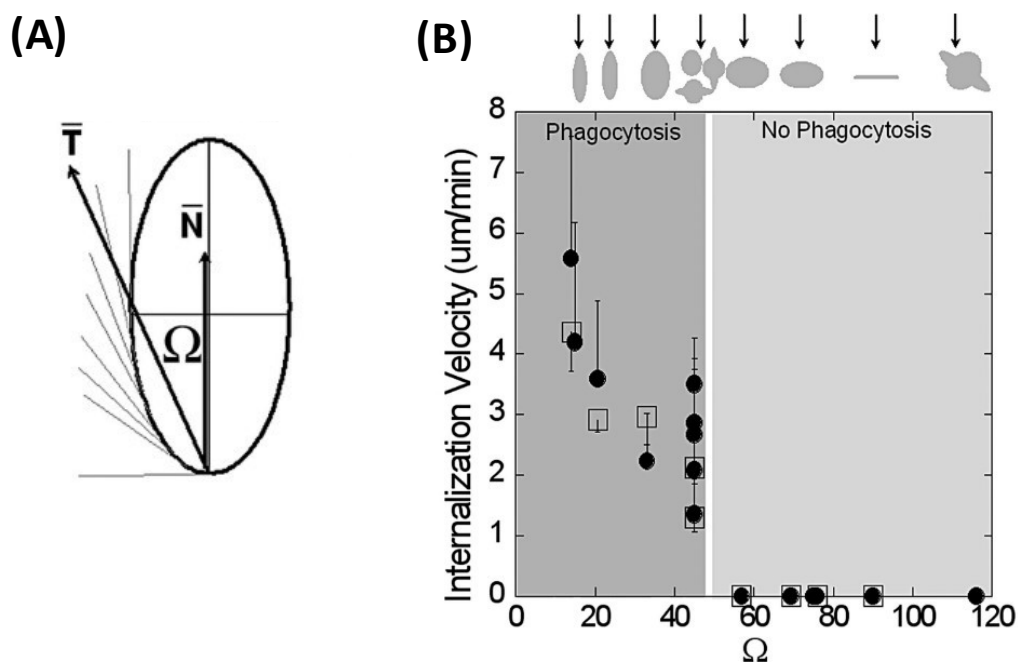 (A)
T
N
Ω
(B)
8
7
6
5
4
3
2
1
0
Internalization Velocity (um/min)
Phagocytosis
No Phagocytosis
0 20 40 60 80 100 120
Ω